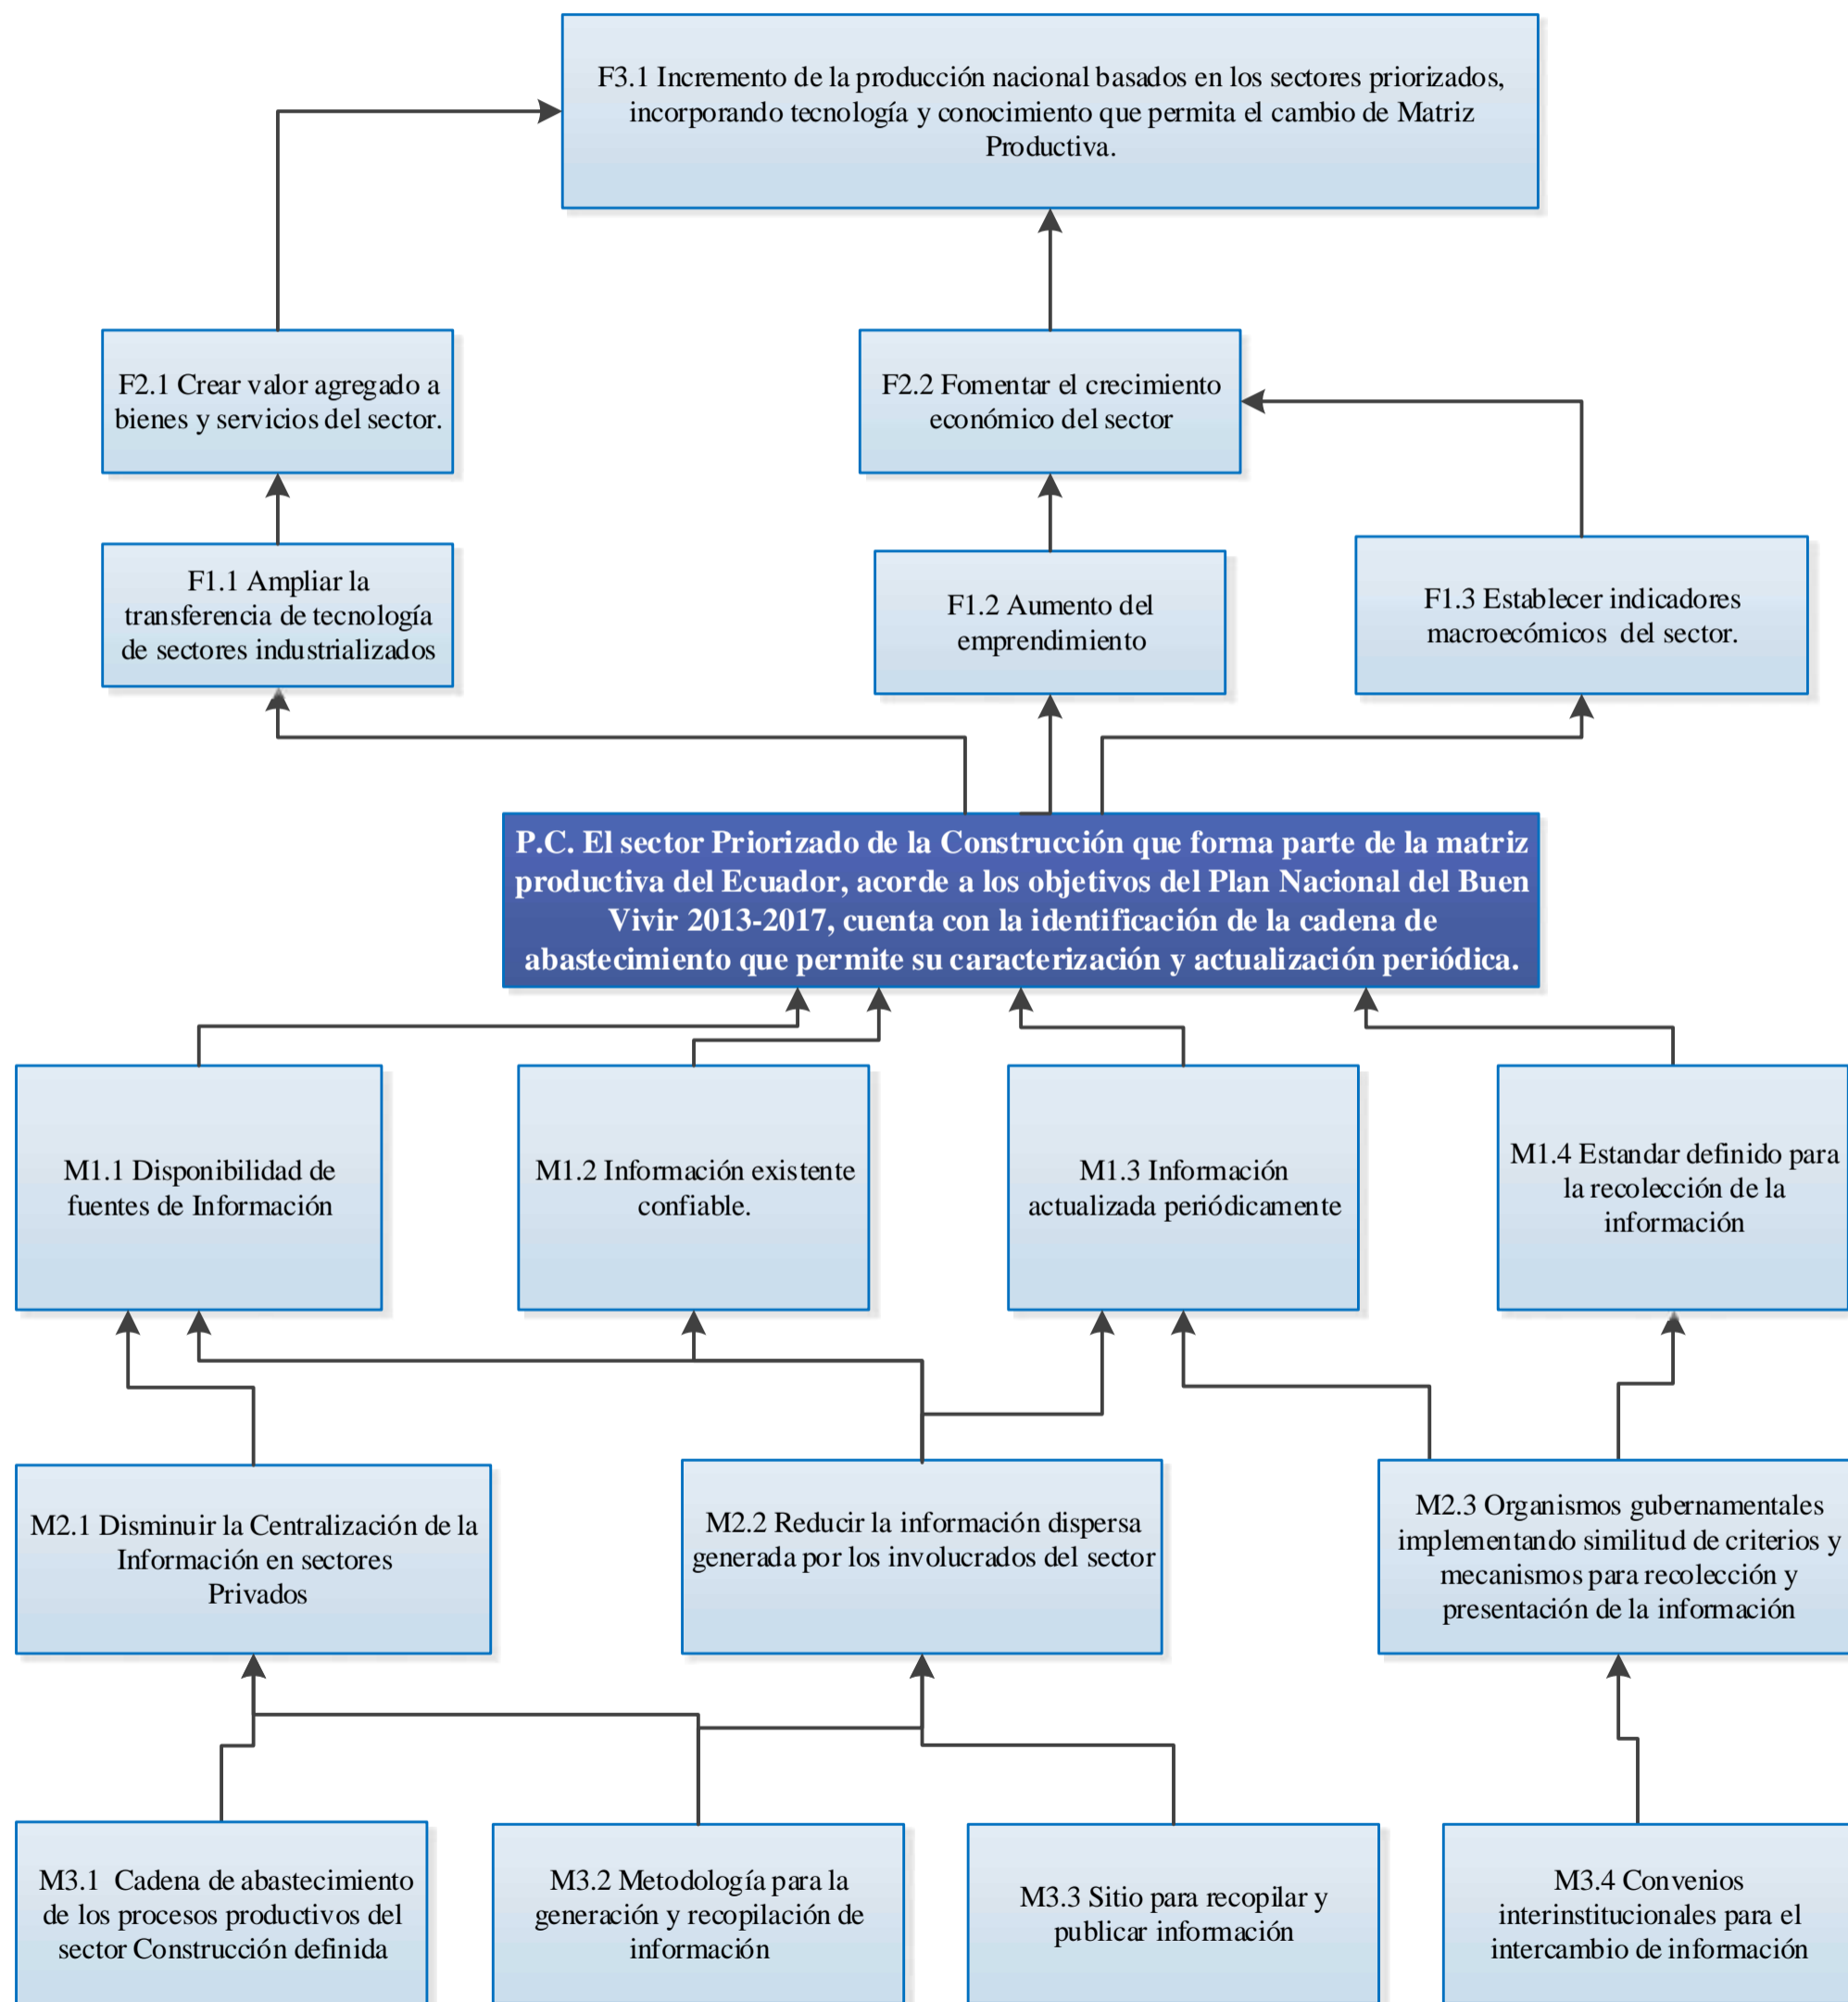 F3.1 Incremento de la producción nacional basados en los sectores priorizados,
incorporando tecnología y conocimiento que permita el cambio de Matriz
Productiva.
F2.1 Crear valor agregado a
bienes y servicios del sector.
F2.2 Fomentar el crecimiento
económico del sector
F1.1 Ampliar la
transferencia de tecnología
de sectores industrializados
F1.2 Aumento del
emprendimiento
F1.3 Establecer indicadores
macroecómicos del sector.
P.C. El sector Priorizado de la Construcción que forma parte de la matriz
productiva del Ecuador, acorde a los objetivos del Plan Nacional del Buen
Vivir 2013-2017, cuenta con la identificación de la cadena de
abastecimiento que permite su caracterización y actualización periódica.
M1.1 Disponibilidad de
fuentes de Información
M1.2 Información existente
confiable.
M1.3 Información
actualizada periódicamente
M1.4 Estandar definido para
la recolección de la
información
M2.1 Disminuir la Centralización de la
Información en sectores
Privados
M2.2 Reducir la información dispersa
generada por los involucrados del sector
M2.3 Organismos gubernamentales
implementando similitud de criterios y
mecanismos para recolección y
presentación de la información
M3.1 Cadena de abastecimiento
de los procesos productivos del
sector Construcción definida
M3.2 Metodología para la
generación y recopilación de
información
M3.3 Sitio para recopilar y
publicar información
M3.4 Convenios
interinstitucionales para el
intercambio de información